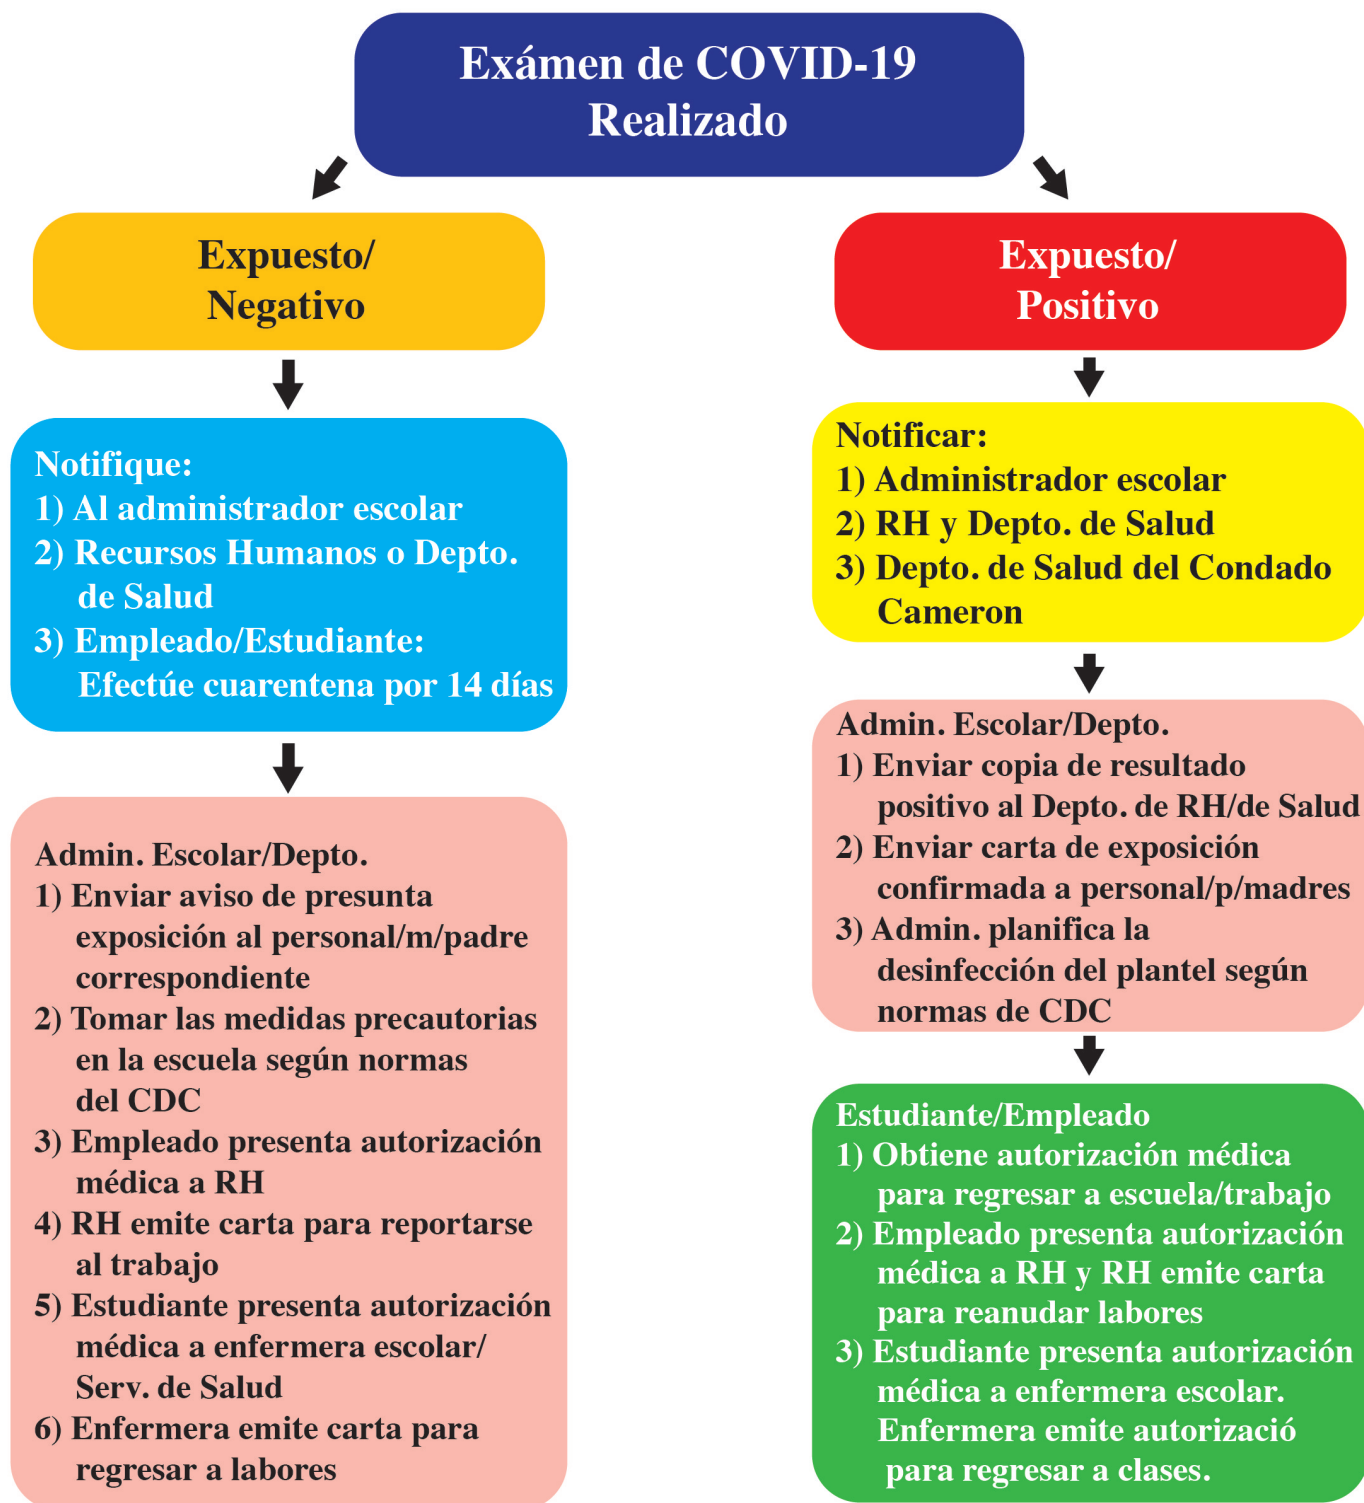 Exámen de COVID-19
Realizado
Expuesto/
Negativo
Notifique:
1) Al administrador escolar
2) Recursos Humanos o Depto.
de Salud
3) Empleado/Estudiante:
Efectúe cuarentena por 14 días
Admin. Escolar/Depto.
1) Enviar aviso de presunta
exposición al personal/m/padre
correspondiente
2) Tomar las medidas precautorias
en la escuela según normas
del CDC
3) Empleado presenta autorización
médica a RH
4) RH emite carta para reportarse
al trabajo
5) Estudiante presenta autorización
médica a enfermera escolar/
Serv. de Salud
6) Enfermera emite carta para
regresar a labores
Expuesto/
Positivo
Notificar:
1) Administrador escolar
2) RH y Depto. de Salud
3) Depto. de Salud del Condado
Cameron
Admin. Escolar/Depto.
1) Enviar copia de resultado
positivo al Depto. de RH/de Salud
2) Enviar carta de exposición
confirmada a personal/p/madres
3) Admin. planifica la
desinfección del plantel según
normas de CDC
Estudiante/Empleado
1) Obtiene autorización médica
para regresar a escuela/trabajo
2) Empleado presenta autorización
médica a RH y RH emite carta
para reanudar labores
3) Estudiante presenta autorización
médica a enfermera escolar.
Enfermera emite autorizació
para regresar a clases.